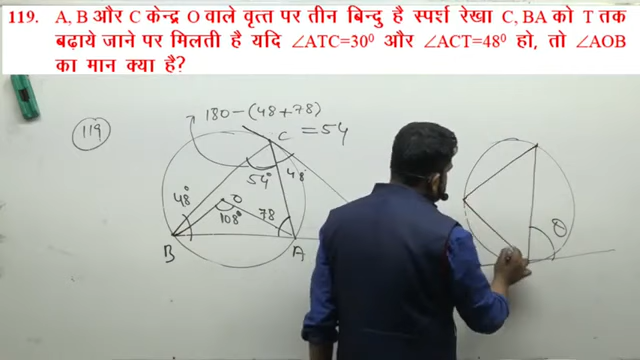 119. A, B और C केन्द्र O वाले वृत्त पर तीन बिन्दु है स्पर्श रेखा C, BA को T तक
बढ़ाये जाने पर मिलती है यदि ∠ATC=30⁰ और ∠ACT=48⁰ हो, तो ∠AOB
का मान क्या है?
119
180-(48+78)
=54
C
54°
48
48°
O
108°
78
B
A
θ